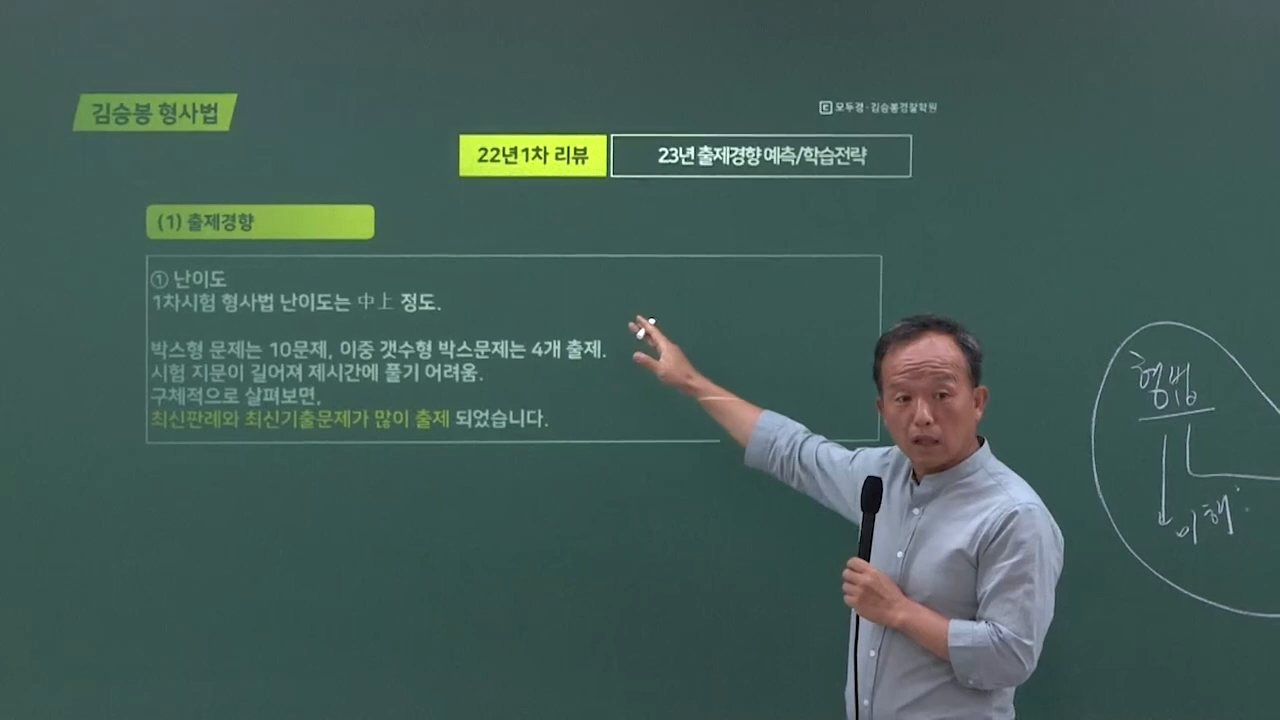 김승봉 형사법
모두경·김승봉경찰학원
22년 1차 리뷰
23년 출제경향 예측/학습전략
(1) 출제경향
① 난이도
1차시험 형사법 난이도는 中上 정도.
박스형 문제는 10문제, 이중 갯수형 박스문제는 4개 출제.
시험 지문이 길어져 제시간에 풀기 어려움.
구체적으로 살펴보면,
최신판례와 최신기출문제가 많이 출제 되었습니다.
형법
이해